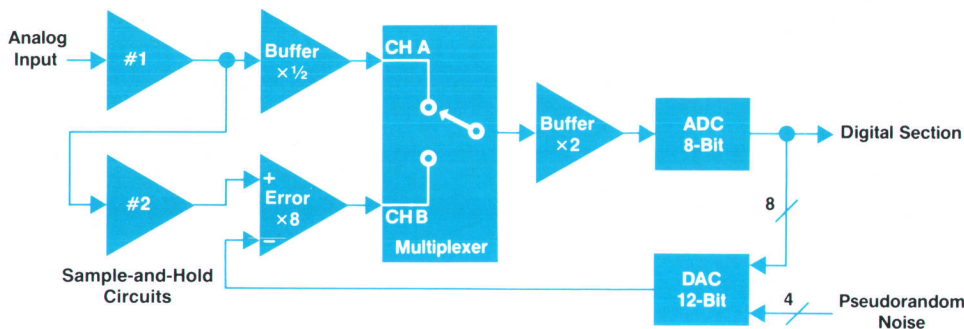 Analog
Input
#1
Buffer
×½
CH A
Buffer
×2
ADC
8-Bit
Digital Section
#2
+
Error
×8
−
CH B
Multiplexer
8
Sample-and-Hold
Circuits
DAC
12-Bit
4
Pseudorandom
Noise